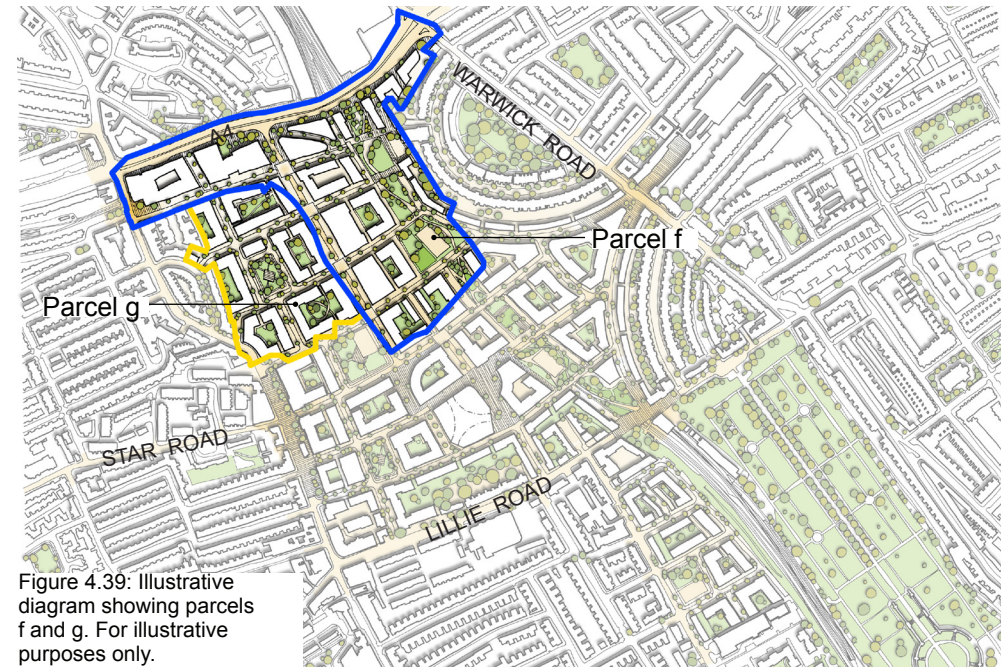 A4
WARWICK ROAD
Parcel f
Parcel g
STAR ROAD
LILLIE ROAD
Figure 4.39: Illustrative
diagram showing parcels
f and g. For illustrative
purposes only.